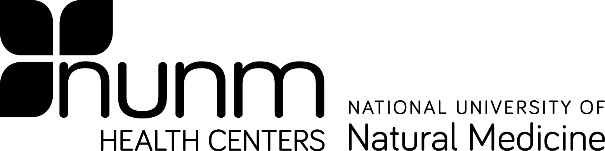 nunm
HEALTH CENTERS
NATIONAL UNIVERSITY OF
Natural Medicine